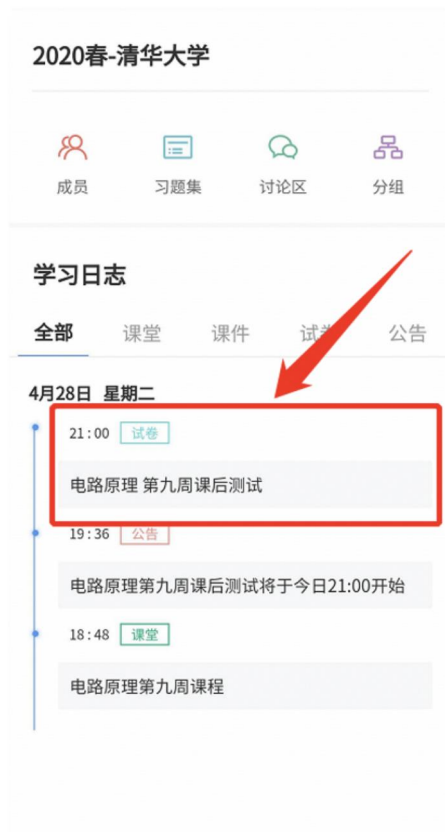 2020春-清华大学
成员 习题集 讨论区 分组
学习日志
全部 课堂 课件 试卷 公告
4月28日 星期二
21:00 试卷
电路原理 第九周课后测试
19:36 公告
电路原理第九周课后测试将于今日21:00开始
18:48 课堂
电路原理第九周课程